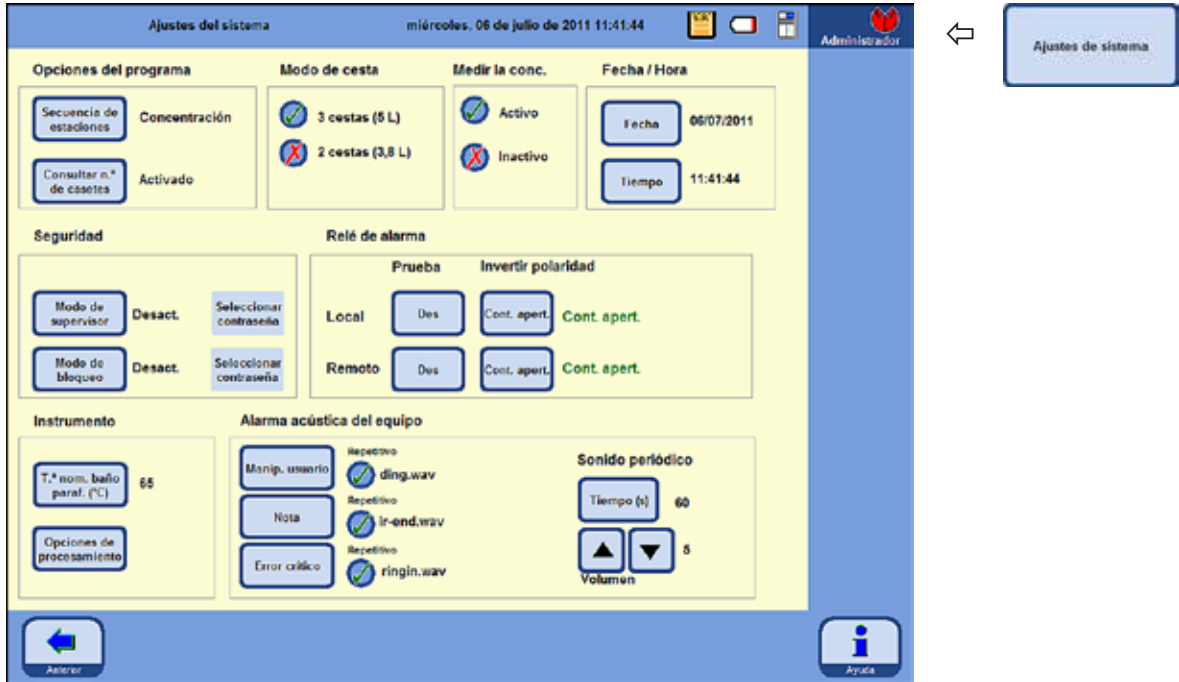 Ajustes del sistema
miércoles, 06 de julio de 2011 11:41:44
Administrador
Ajustes de sistema
Opciones del programa
Secuencia de
estaciones
Concentración
Consultar n.º
de casetes
Activado
Modo de cesta
3 cestas (5 L)
2 cestas (3,8 L)
Medir la conc.
Activo
Inactivo
Fecha / Hora
Fecha
06/07/2011
Tiempo
11:41:44
Seguridad
Modo de
supervisor
Desact.
Seleccionar
contraseña
Modo de
bloqueo
Desact.
Seleccionar
contraseña
Relé de alarma
Prueba
Invertir polaridad
Local
Des
Cont. apert.
Cont. apert.
Remoto
Des
Cont. apert.
Cont. apert.
Instrumento
T.ª nom. baño
paraf. (°C)
65
Opciones de
procesamiento
Alarma acústica del equipo
Manip. usuario
Repetitivo
ding.wav
Nota
Repetitivo
ir-end.wav
Error crítico
Repetitivo
ringin.wav
Sonido periódico
Tiempo (s)
60
5
Volumen
Anterior
Ayuda